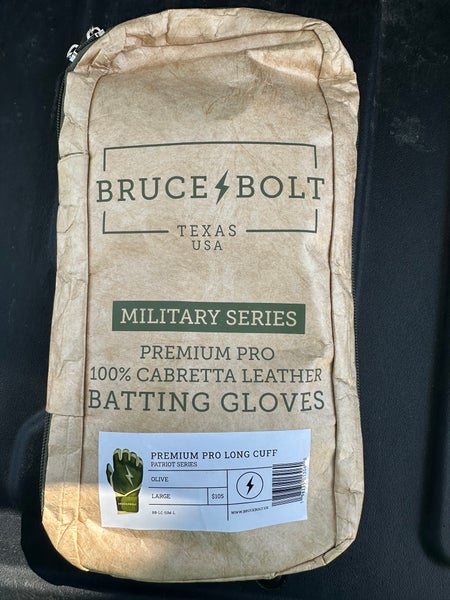 BRUCE BOLT
TEXAS
USA
MILITARY SERIES
PREMIUM PRO
100% CABRETTA LEATHER
BATTING GLOVES
PREMIUM PRO LONG CUFF
PATRIOT SERIES
OLIVE
LARGE
$105
WWW.BRUCEBOLT.US